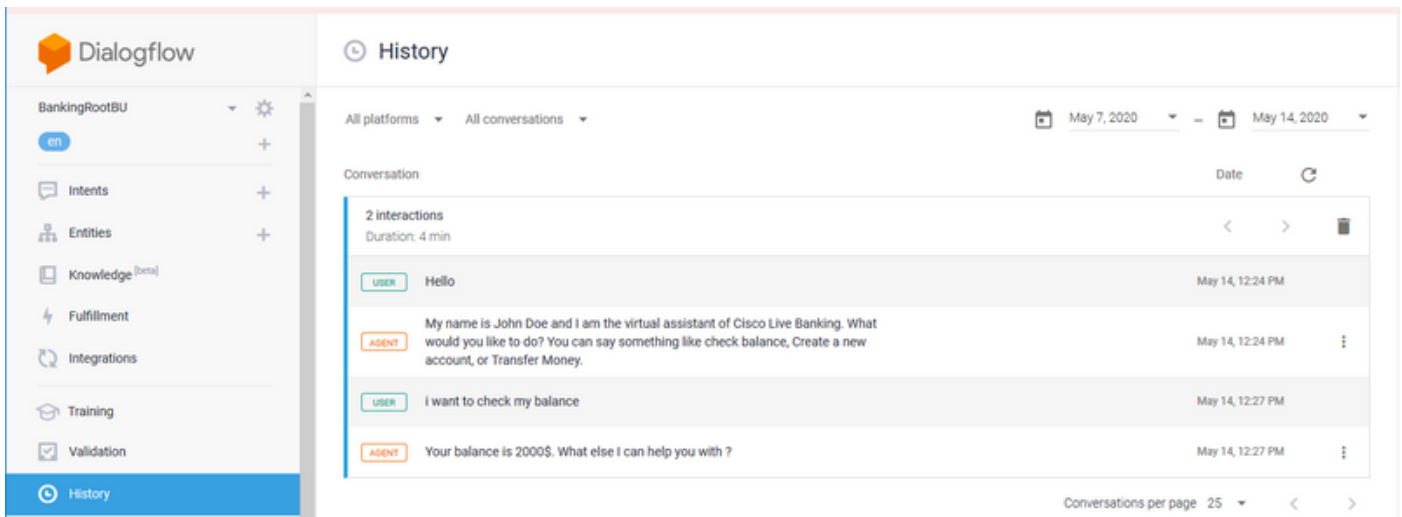 Dialogflow
BankingRootBU
en
Intents
Entities
Knowledge [beta]
Fulfillment
Integrations
Training
Validation
History
History
All platforms All conversations May 7, 2020 – May 14, 2020
Conversation Date
2 interactions
Duration: 4 min
USER Hello May 14, 12:24 PM
My name is John Doe and I am the virtual assistant of Cisco Live Banking. What
AGENT would you like to do? You can say something like check balance, Create a new May 14, 12:24 PM
account, or Transfer Money.
USER i want to check my balance May 14, 12:27 PM
AGENT Your balance is 2000$. What else I can help you with ? May 14, 12:27 PM
Conversations per page 25